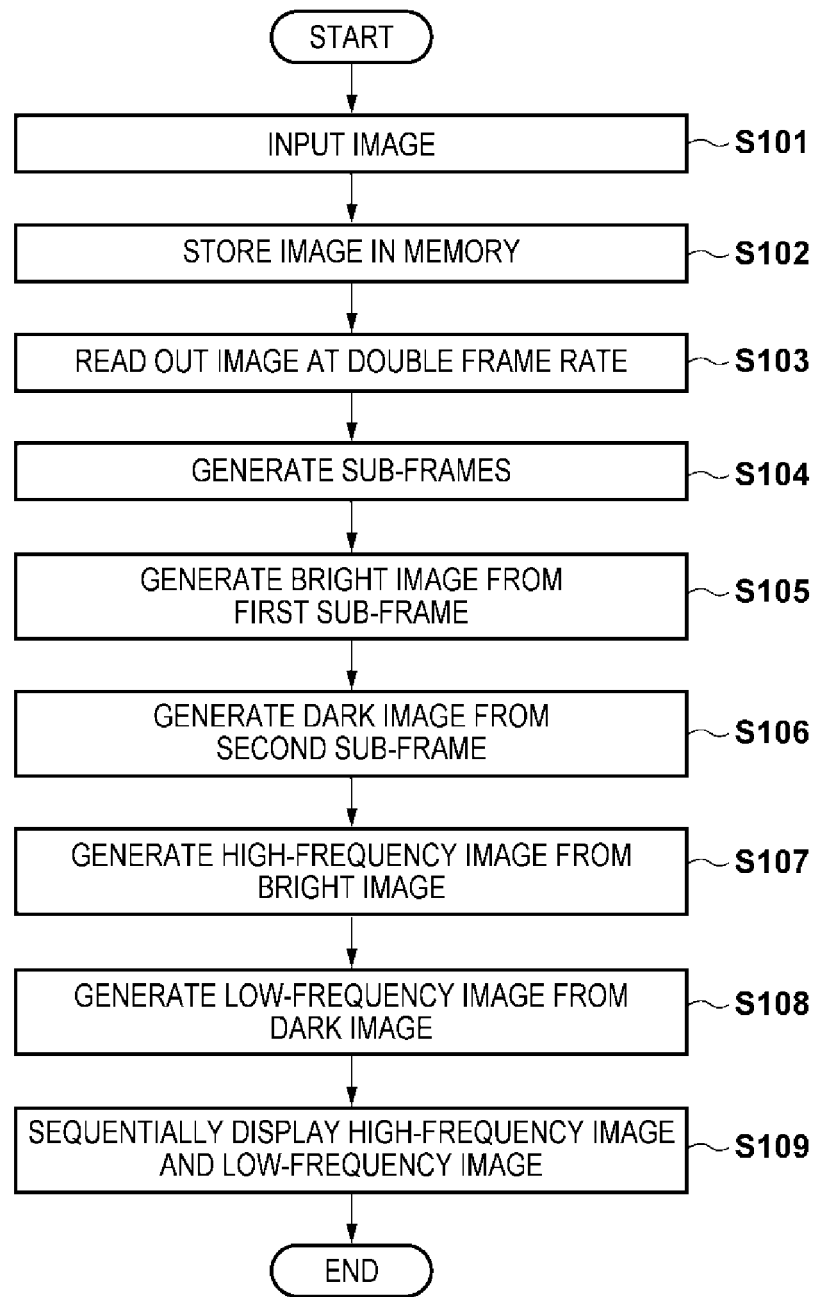 START
INPUT IMAGE
S101
STORE IMAGE IN MEMORY
S102
READ OUT IMAGE AT DOUBLE FRAME RATE
S103
GENERATE SUB-FRAMES
S104
GENERATE BRIGHT IMAGE FROM
FIRST SUB-FRAME
S105
GENERATE DARK IMAGE FROM
SECOND SUB-FRAME
S106
GENERATE HIGH-FREQUENCY IMAGE FROM
BRIGHT IMAGE
S107
GENERATE LOW-FREQUENCY IMAGE FROM
DARK IMAGE
S108
SEQUENTIALLY DISPLAY HIGH-FREQUENCY IMAGE
AND LOW-FREQUENCY IMAGE
S109
END